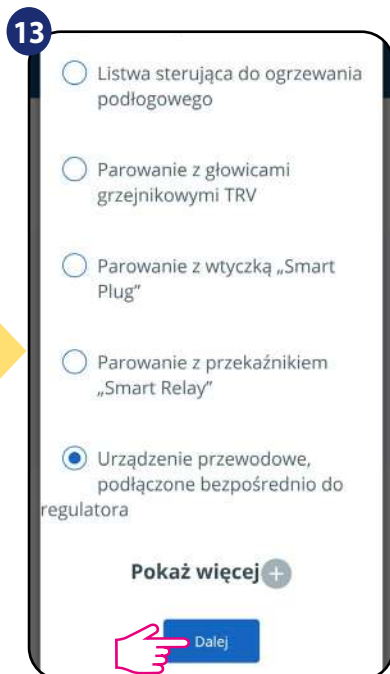 13
Listwa sterująca do ogrzewania
podłogowego
Parowanie z głowicami
grzejnikowymi TRV
Parowanie z wtyczką „Smart
Plug”
Parowanie z przekaźnikiem
„Smart Relay”
Urządzenie przewodowe,
podłączone bezpośrednio do
regulatora
Pokaż więcej
Dalej